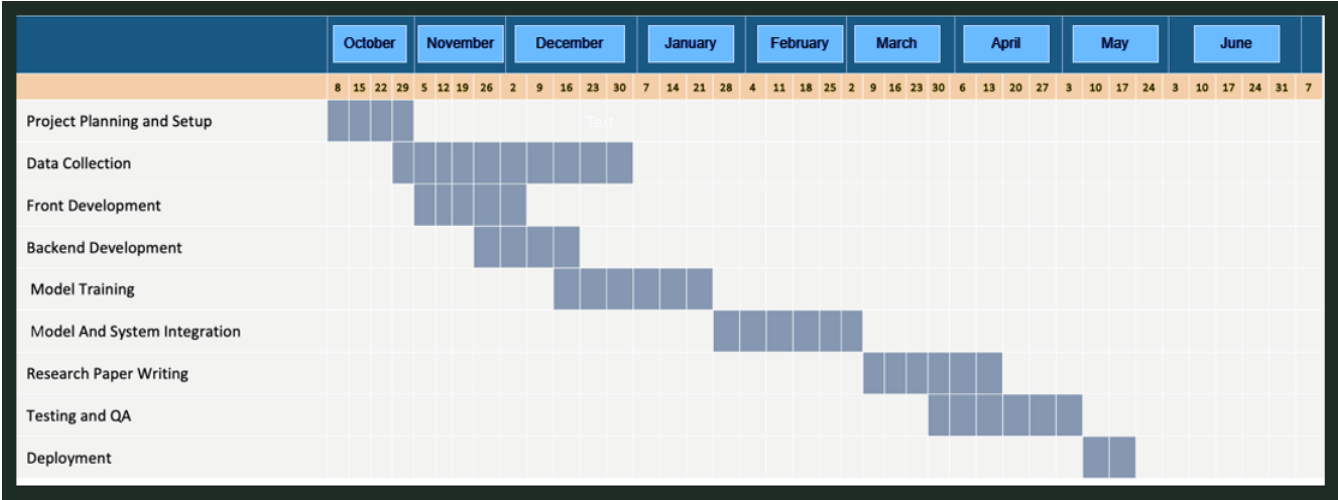 October November December January February March April May June
8 15 22 29 5 12 19 26 2 9 16 23 30 7 14 21 28 4 11 18 25 2 9 16 23 30 6 13 20 27 3 10 17 24 3 10 17 24 31 7
Project Planning and Setup Text
Data Collection
Front Development
Backend Development
Model Training
Model And System Integration
Research Paper Writing
Testing and QA
Deployment